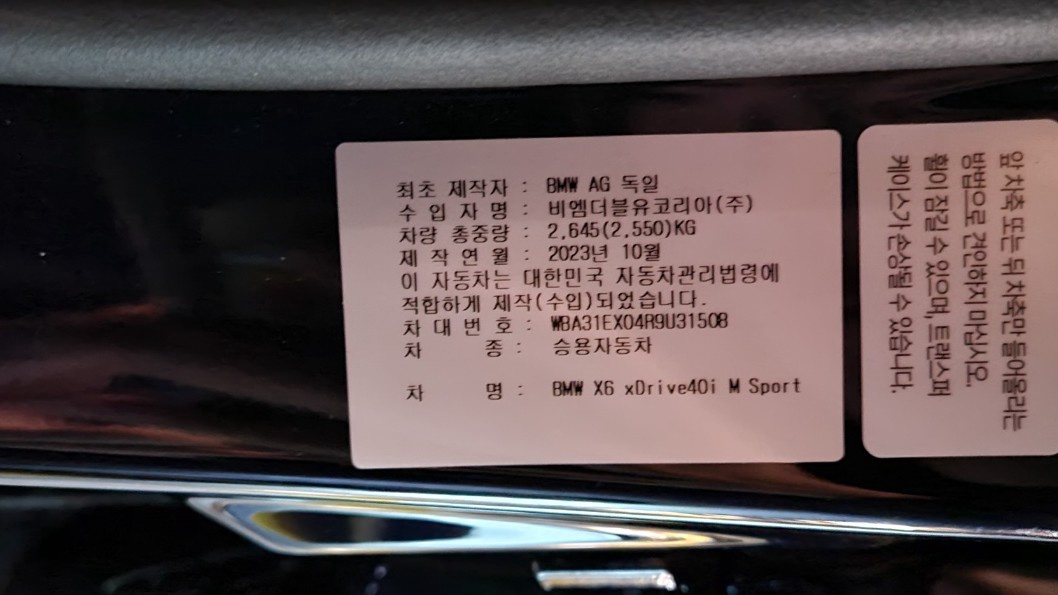 최초 제작자 : BMW AG 독일
수 입 자 명 : 비엠더블유코리아(주)
차량 총중량 : 2,645(2,550)KG
제 작 연 월 : 2023년 10월
이 자동차는 대한민국 자동차관리법령에
적합하게 제작(수입)되었습니다.
차 대 번 호 : WBA31EX04R9U31508
차 종 : 승용자동차
차 명 : BMW X6 xDrive40i M Sport
앞 차축 또는 뒤 차축만 들어올리는
방법으로 견인하지 마십시오.
휠이 잠길 수 있으며, 트랜스퍼
케이스가 손상될 수 있습니다.